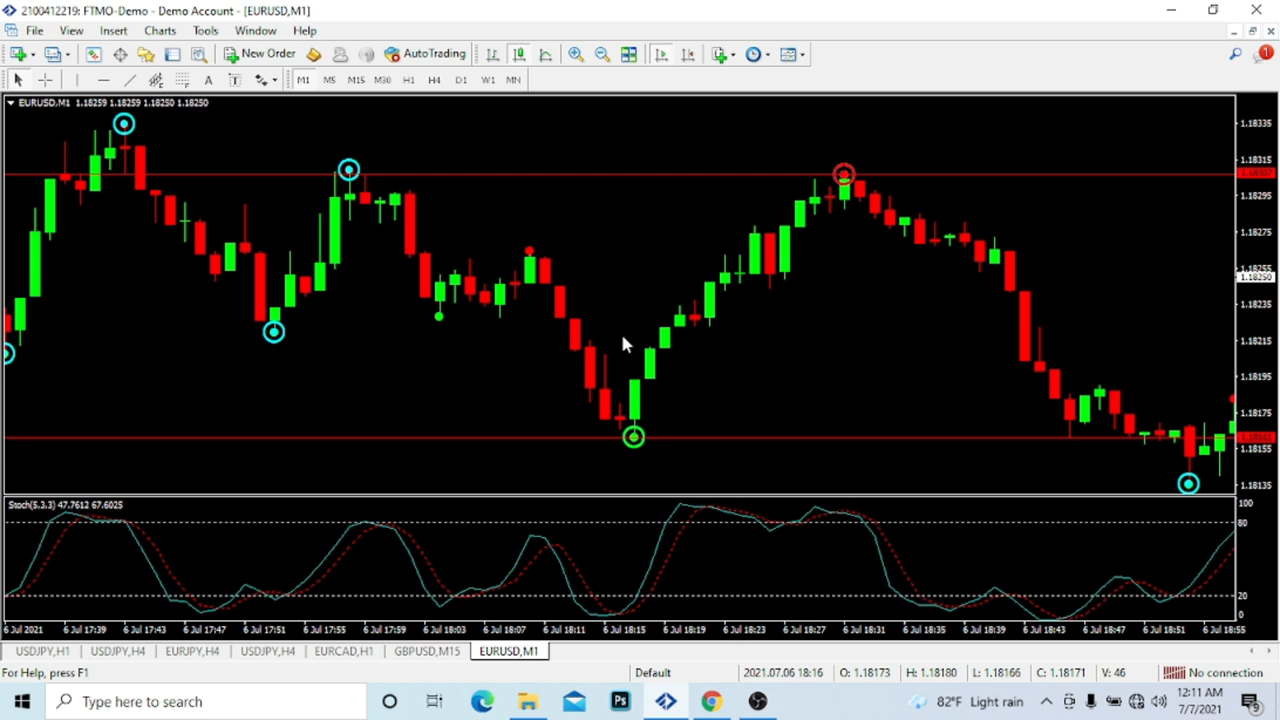 2100412219: FTMO-Demo - Demo Account - [EURUSD,M1]
File View Insert Charts Tools Window Help
New Order AutoTrading 1
A T M1 M5 M15 M30 H1 H4 D1 W1 MN
EURUSD,M1 1.18259 1.18259 1.18250 1.18250
1.18335
1.18315
1.18307
1.18295
1.18275
1.18255
1.18250
1.18235
1.18215
1.18195
1.18175
1.18161
1.18155
1.18135
Stoch(5,3,3) 47.7612 67.6025
100
80
20
0
6 Jul 2021 6 Jul 17:39 6 Jul 17:43 6 Jul 17:47 6 Jul 17:51 6 Jul 17:55 6 Jul 17:59 6 Jul 18:03 6 Jul 18:07 6 Jul 18:11 6 Jul 18:15 6 Jul 18:19 6 Jul 18:23 6 Jul 18:27 6 Jul 18:31 6 Jul 18:35 6 Jul 18:39 6 Jul 18:43 6 Jul 18:47 6 Jul 18:51 6 Jul 18:55
USDJPY,H1 USDJPY,H4 EURJPY,H4 USDJPY,H4 EURCAD,H1 GBPUSD,M15 EURUSD,M1
For Help, press F1 Default 2021.07.06 18:16 O: 1.18173 H: 1.18180 L: 1.18166 C: 1.18171 V: 46 No connection
Type here to search Ps 82°F Light rain 12:11 AM
7/7/2021 9